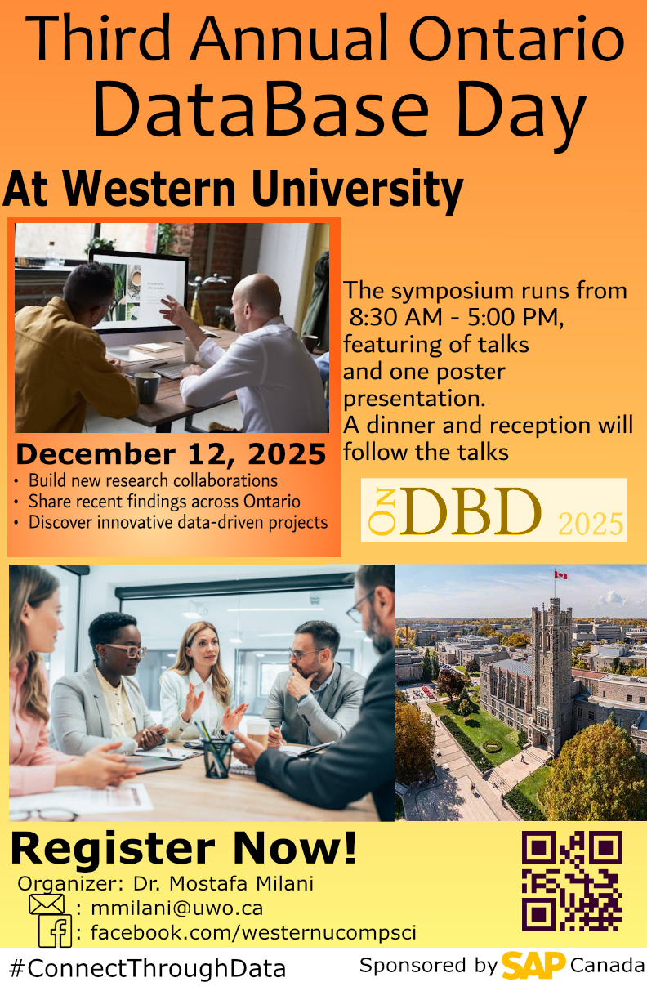 Third Annual Ontario
DataBase Day
At Western University
The symposium runs from
8:30 AM - 5:00 PM,
featuring of talks
and one poster
presentation.
A dinner and reception will
follow the talks
December 12, 2025
• Build new research collaborations
• Share recent findings across Ontario
• Discover innovative data-driven projects
ON DBD 2025
Register Now!
Organizer: Dr. Mostafa Milani
: mmilani@uwo.ca
: facebook.com/westernucompsci
#ConnectThroughData
Sponsored by SAP Canada